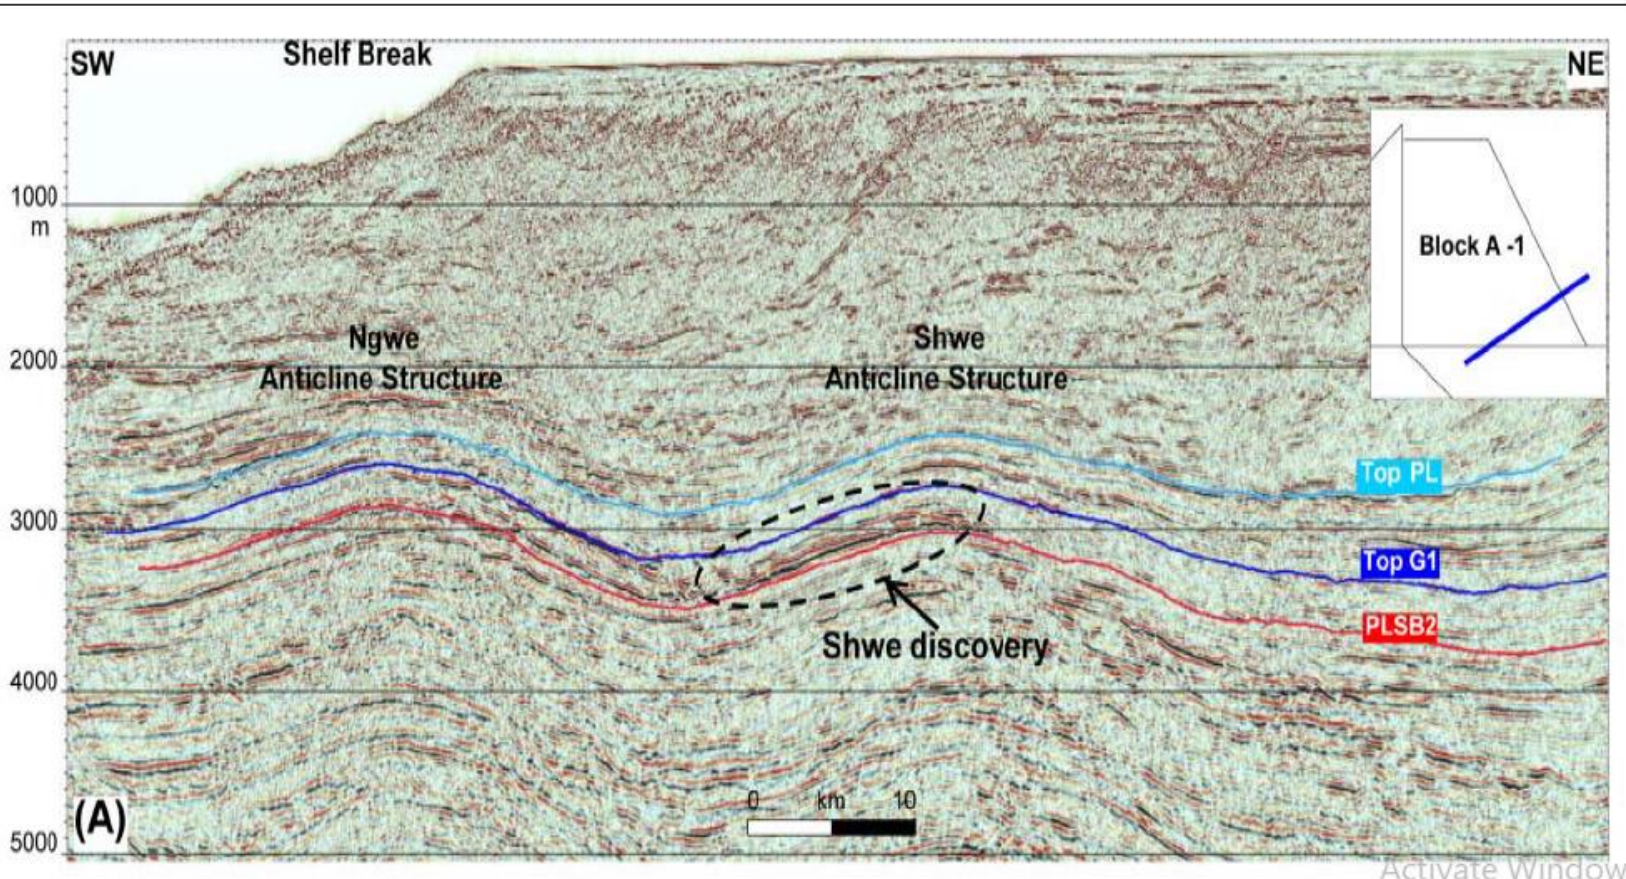 SW
Shelf Break
NE
1000
m
Block A -1
Ngwe
Anticline Structure
Shwe
Anticline Structure
2000
Top PL
3000
Top G1
PLSB2
Shwe discovery
4000
0 km 10
(A)
5000
Activate Window